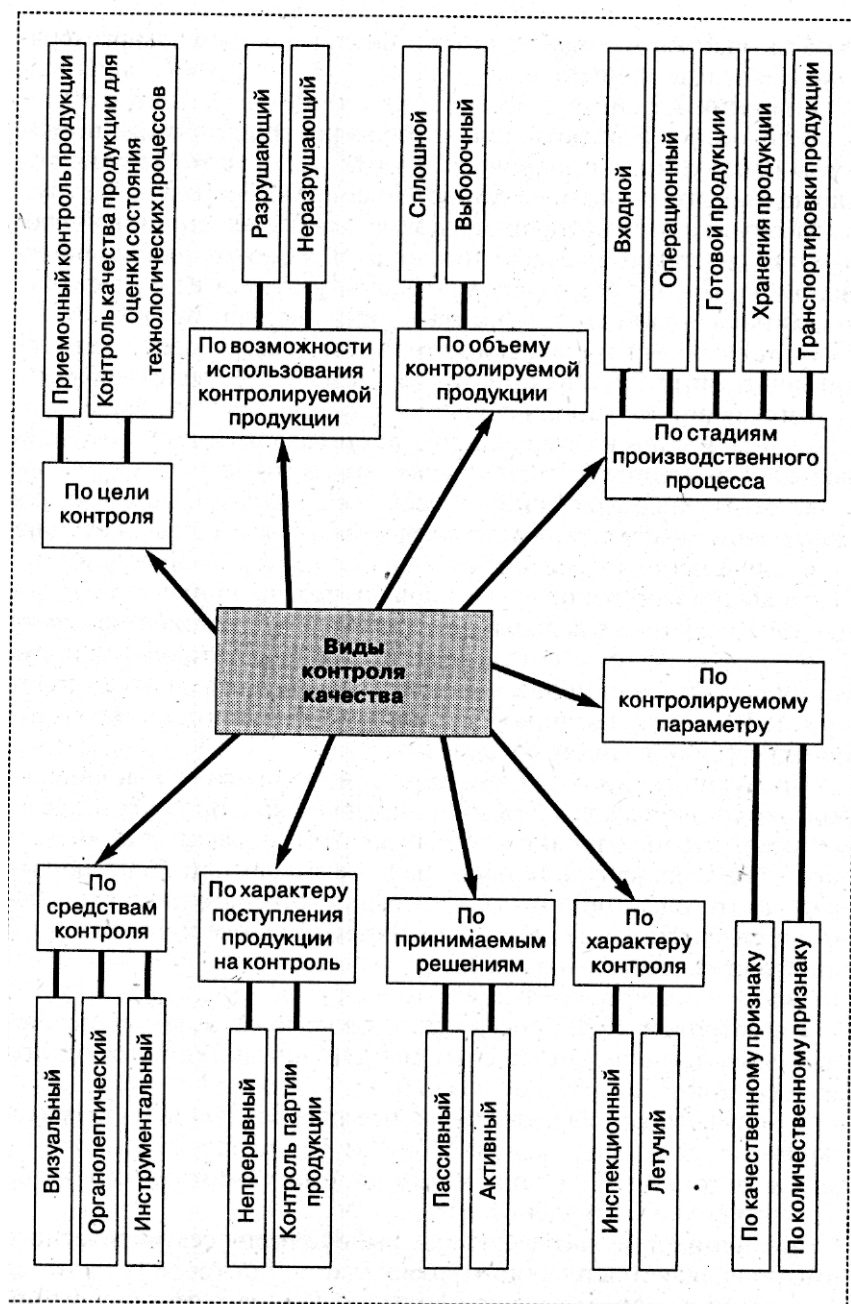 Приемочный контроль продукции
Контроль качества продукции для
оценки состояния
технологических процессов
Разрушающий
Неразрушающий
Сплошной
Выборочный
Входной
Операционный
Готовой продукции
Хранения продукции
Транспортировки продукции
По цели
контроля
По возможности
использования
контролируемой
продукции
По объему
контролируемой
продукции
По стадиям
производственного
процесса
Виды
контроля
качества
По
контролируемому
параметру
По
средствам
контроля
По характеру
поступления
продукции
на контроль
По
принимаемым
решениям
По
характеру
контроля
Визуальный
Органолептический
Инструментальный
Непрерывный
Контроль партии
продукции
Пассивный
Активный
Инспекционный
Летучий
По качественному признаку
По количественному признаку